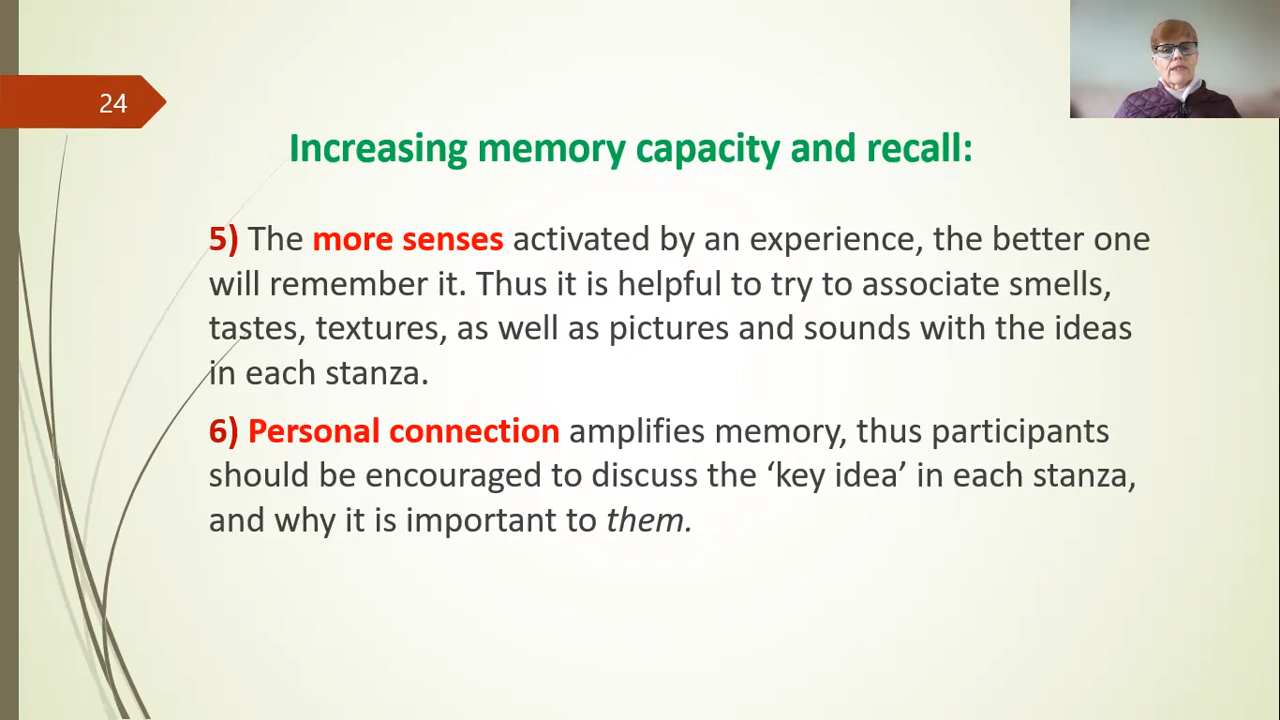 24
Increasing memory capacity and recall:
5) The more senses activated by an experience, the better one
will remember it. Thus it is helpful to try to associate smells,
tastes, textures, as well as pictures and sounds with the ideas
in each stanza.
6) Personal connection amplifies memory, thus participants
should be encouraged to discuss the ‘key idea’ in each stanza,
and why it is important to them.